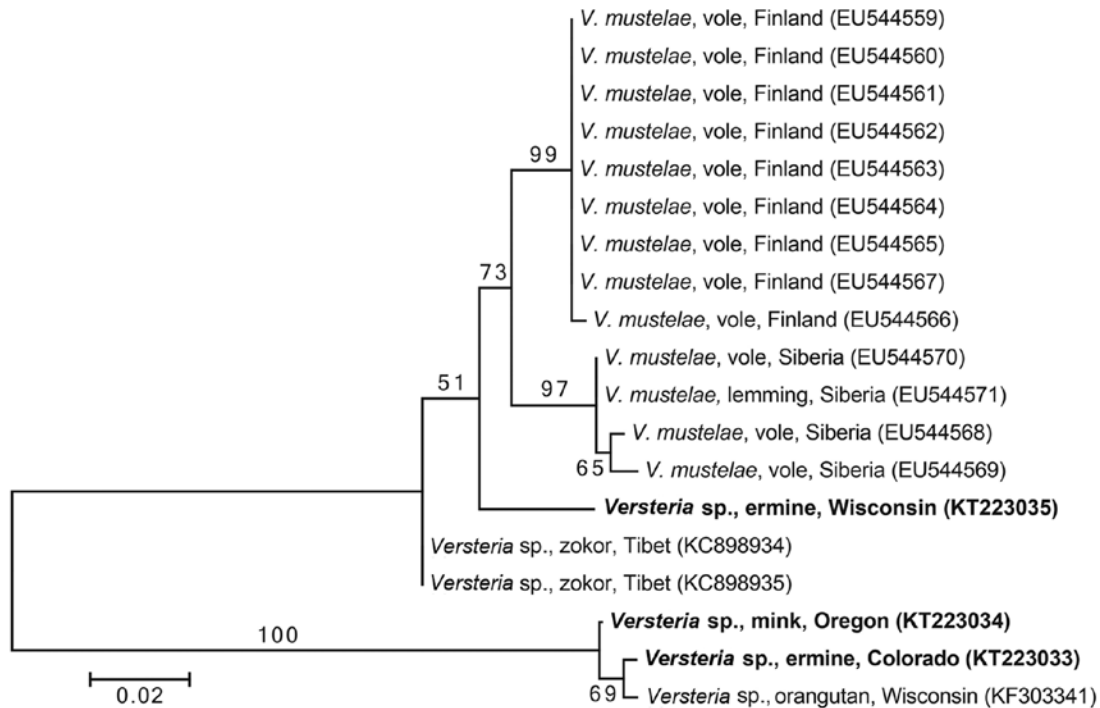 V. mustelae, vole, Finland (EU544559)
V. mustelae, vole, Finland (EU544560)
V. mustelae, vole, Finland (EU544561)
V. mustelae, vole, Finland (EU544562)
99
V. mustelae, vole, Finland (EU544563)
V. mustelae, vole, Finland (EU544564)
V. mustelae, vole, Finland (EU544565)
73
V. mustelae, vole, Finland (EU544567)
V. mustelae, vole, Finland (EU544566)
V. mustelae, vole, Siberia (EU544570)
51
97
V. mustelae, lemming, Siberia (EU544571)
V. mustelae, vole, Siberia (EU544568)
65
V. mustelae, vole, Siberia (EU544569)
Versteria sp., ermine, Wisconsin (KT223035)
Versteria sp., zokor, Tibet (KC898934)
Versteria sp., zokor, Tibet (KC898935)
Versteria sp., mink, Oregon (KT223034)
100
Versteria sp., ermine, Colorado (KT223033)
69
Versteria sp., orangutan, Wisconsin (KF303341)
0.02